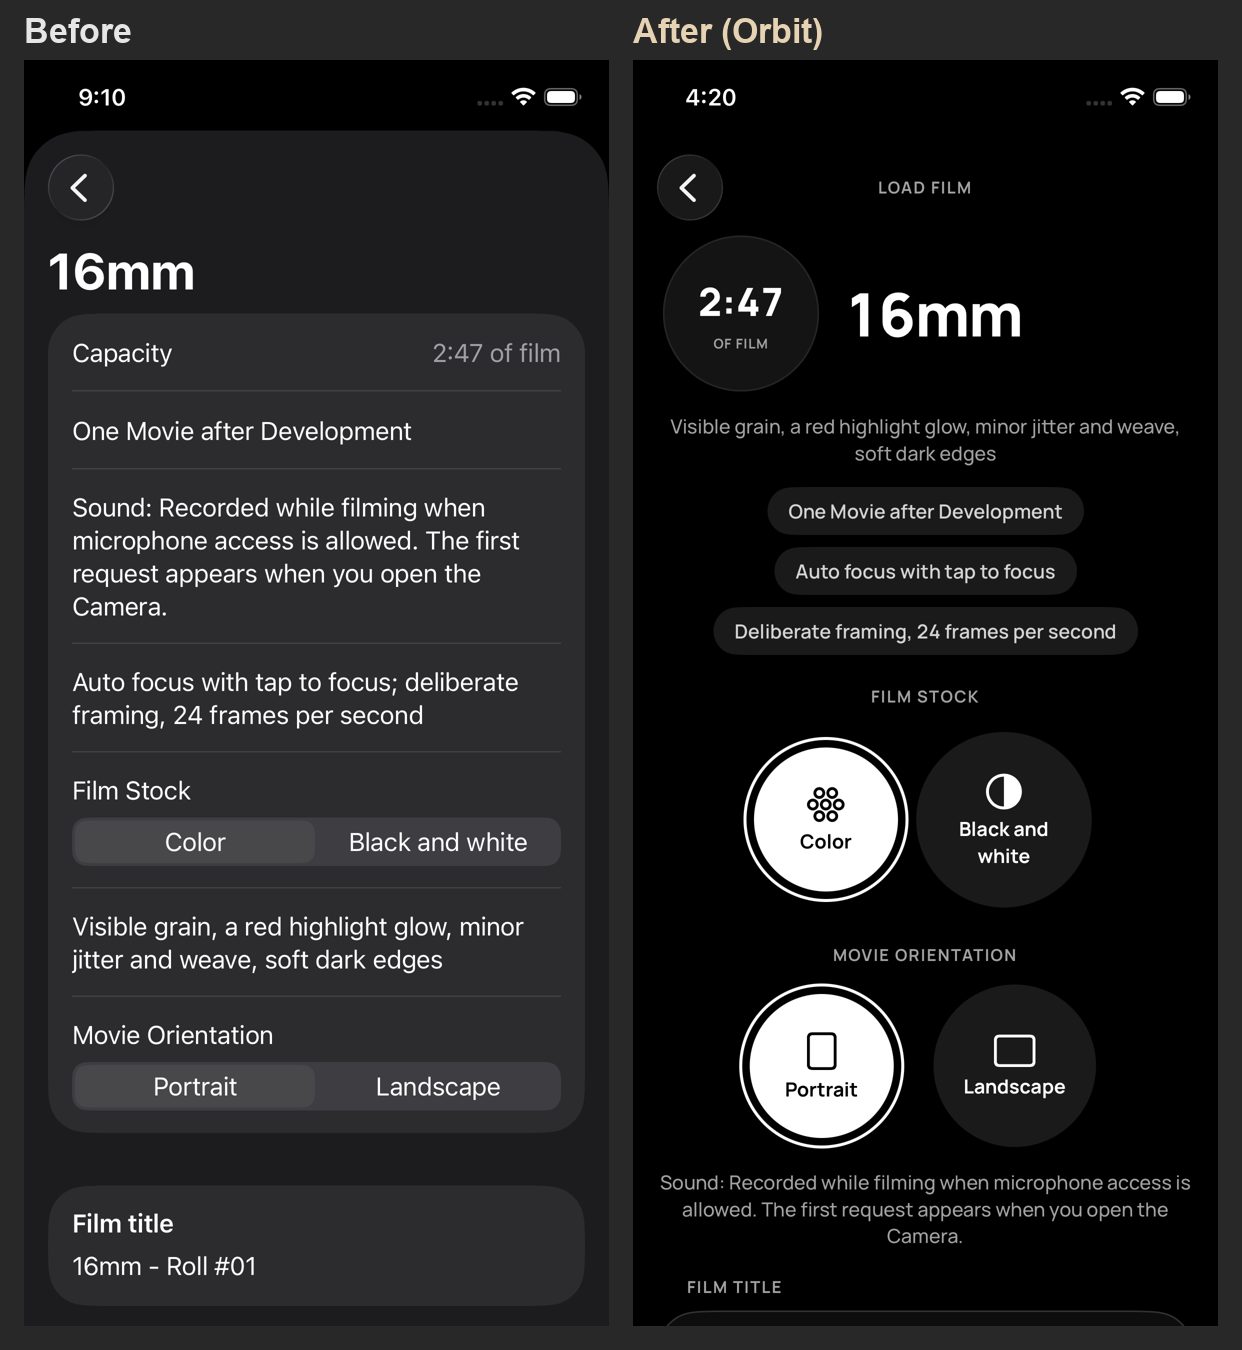 Before
9:10
16mm
Capacity 2:47 of film
One Movie after Development
Sound: Recorded while filming when
microphone access is allowed. The first
request appears when you open the
Camera.
Auto focus with tap to focus; deliberate
framing, 24 frames per second
Film Stock
Color Black and white
Visible grain, a red highlight glow, minor
jitter and weave, soft dark edges
Movie Orientation
Portrait Landscape
Film title
16mm - Roll #01
After (Orbit)
4:20
LOAD FILM
2:47
OF FILM
16mm
Visible grain, a red highlight glow, minor jitter and weave,
soft dark edges
One Movie after Development
Auto focus with tap to focus
Deliberate framing, 24 frames per second
FILM STOCK
Color
Black and
white
MOVIE ORIENTATION
Portrait
Landscape
Sound: Recorded while filming when microphone access is
allowed. The first request appears when you open the
Camera.
FILM TITLE